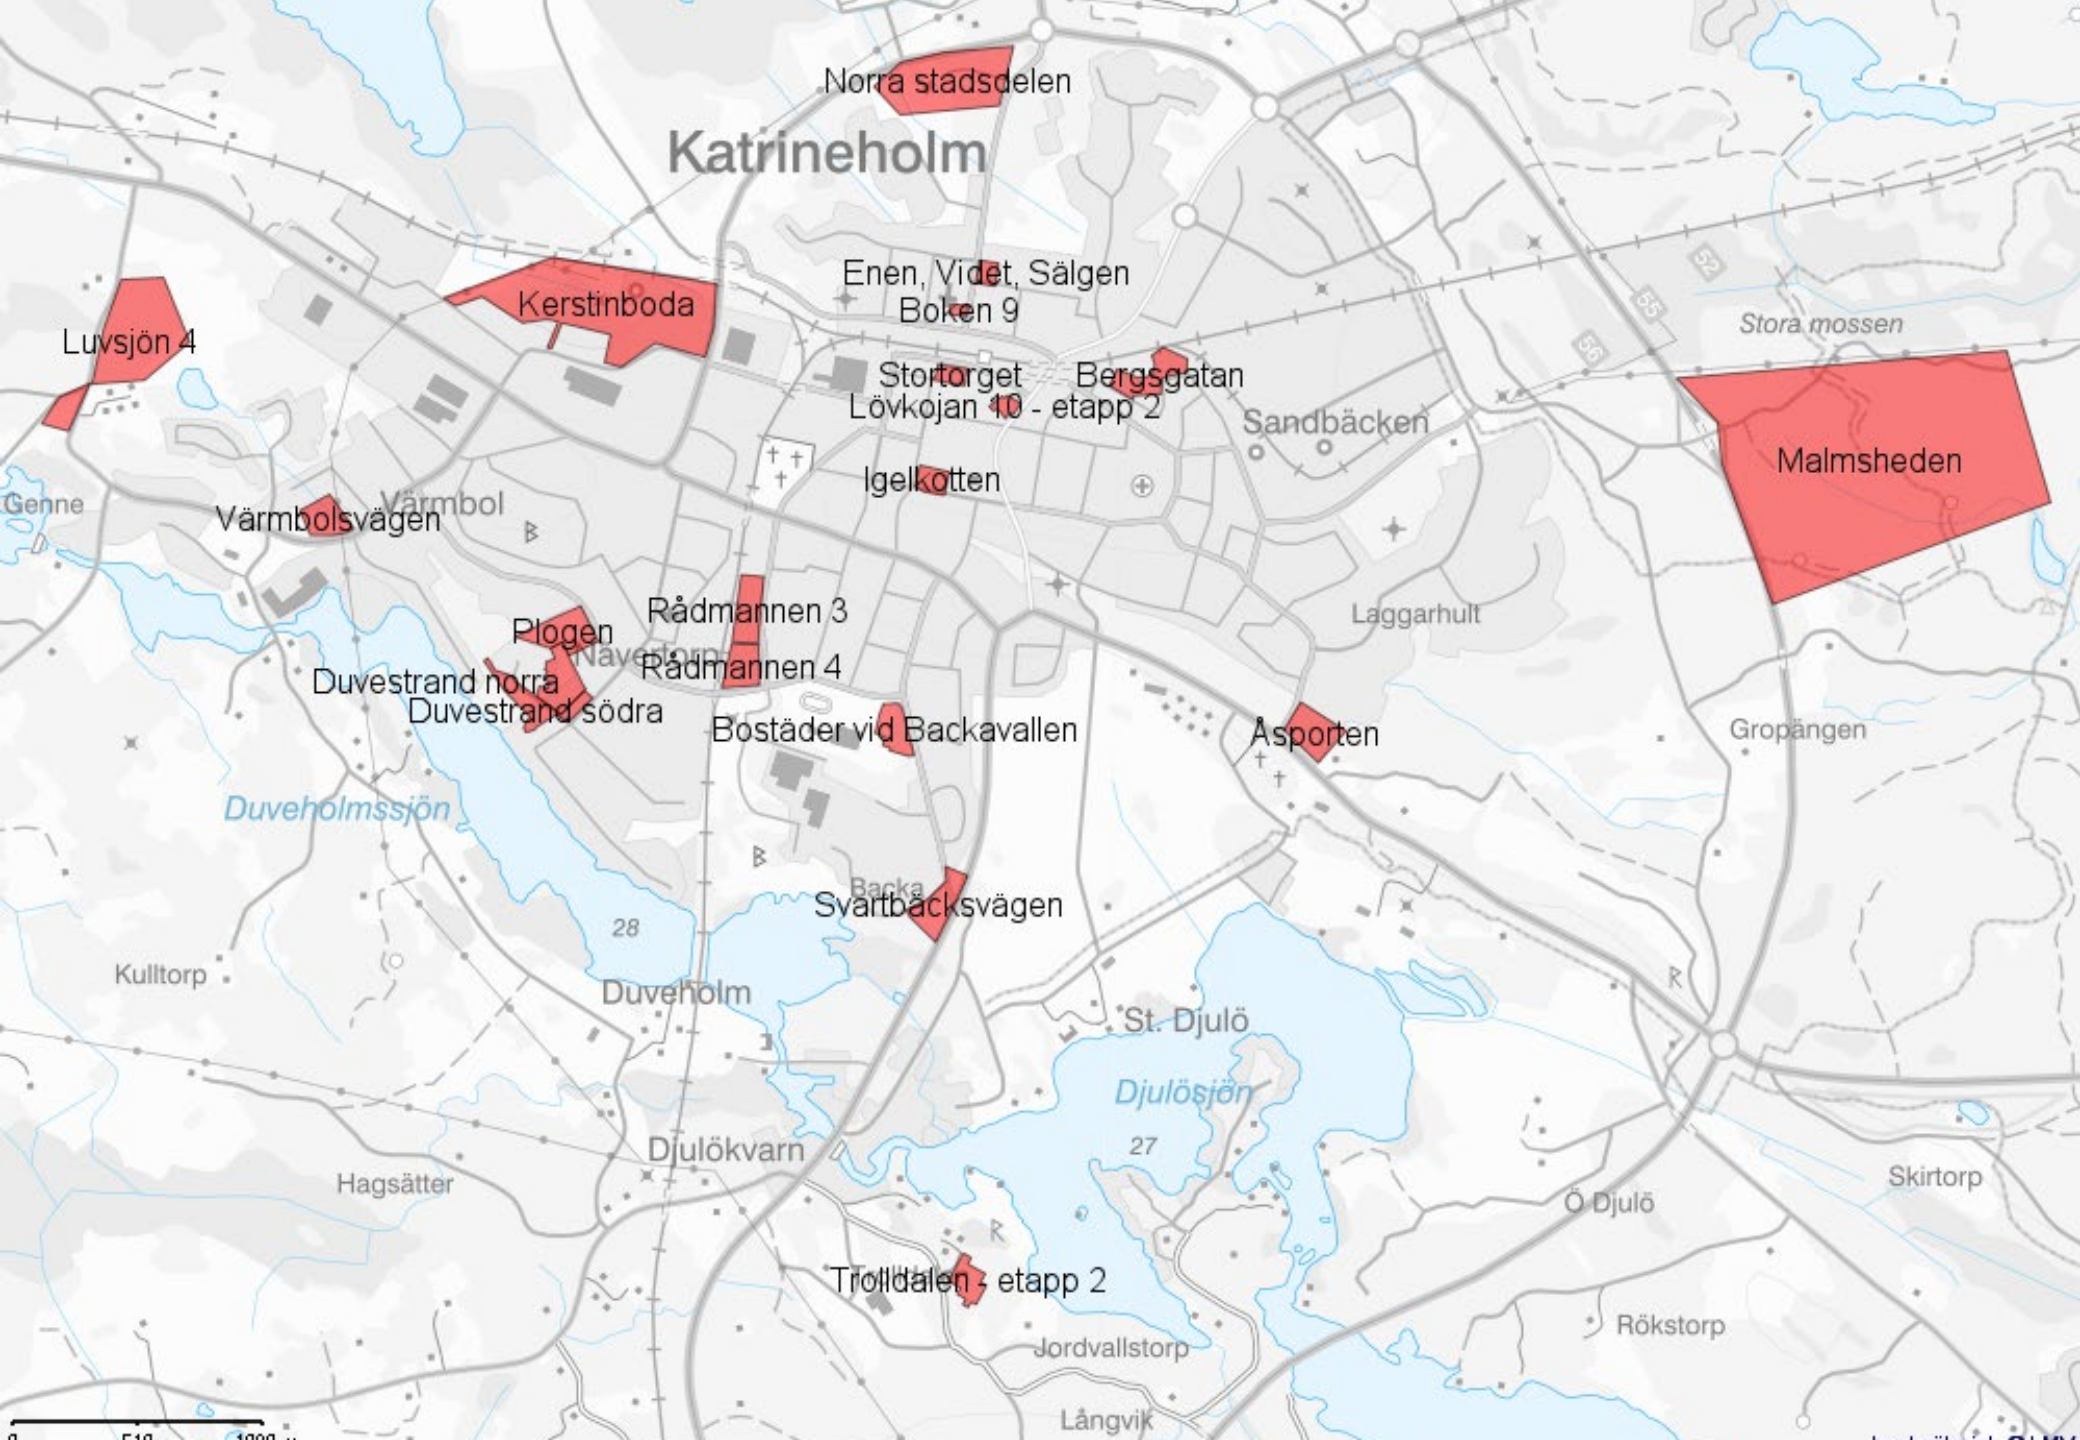 Norra stadsdelen
Katrineholm
Enen, Videt, Sälgen
Boken 9
Kerstinboda
Luvsjön 4
52
55
56
Stora mossen
Stortorget
Bergsgatan
Lövkojan 10 - etapp 2
Sandbäcken
Malmsheden
Igelkotten
Genne
Värmbol
Värmbolsvägen
Rådmannen 3
Laggarhult
Plogen
Nävertorp
Rådmannen 4
Duvestrand norra
Duvestrand södra
Bostäder vid Backavallen
Åsporten
Gropängen
Duveholmssjön
Backa
Svartbäcksvägen
28
Kulltorp
Duveholm
St. Djulö
R
Djulösjön
27
Djulökvarn
Hagsätter
Skirtorp
Ö Djulö
R
Trolldalen - etapp 2
Rökstorp
Jordvallstorp
Långvik